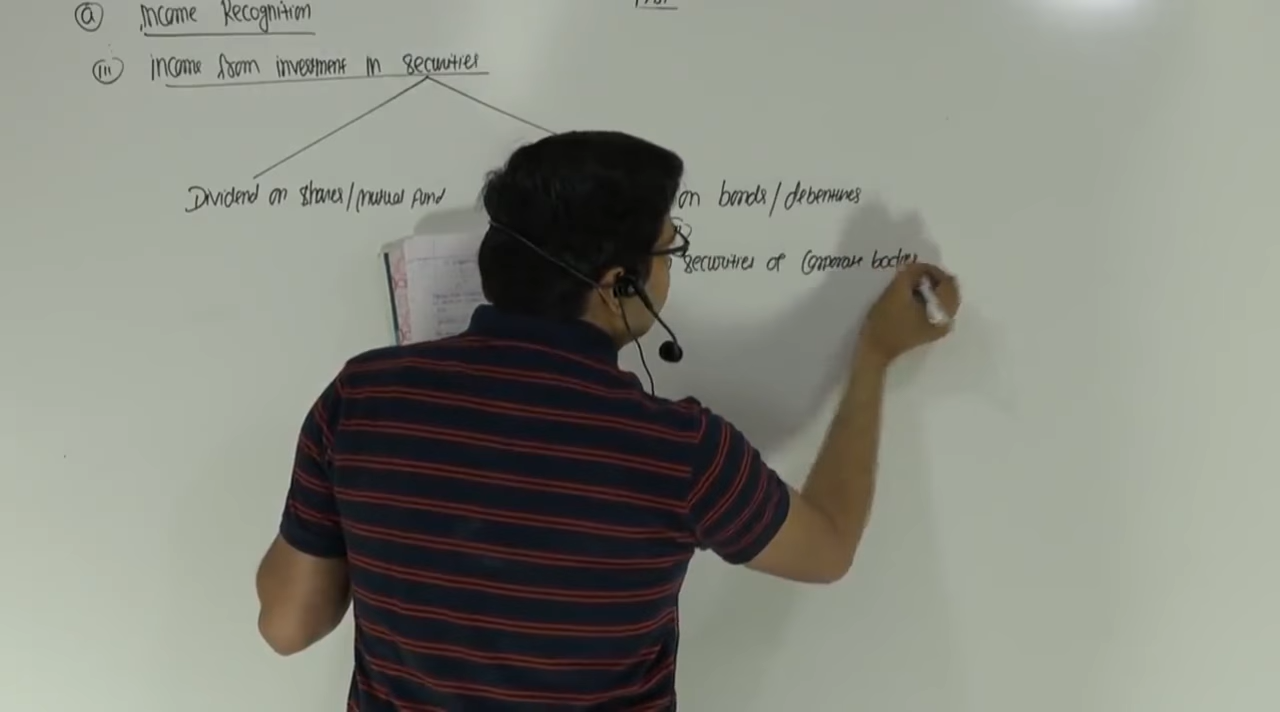 (a) Income Recognition
(iii) income from investment in securities
Dividend on shares/mutual fund on bonds/debentures
securities of Corporate bodies